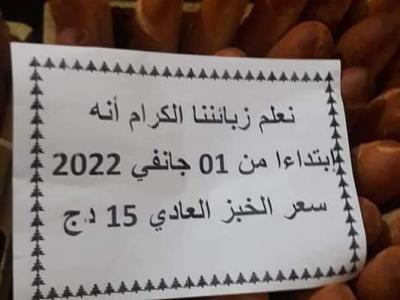 نعلم زبائننا الكرام أنه
إبتداءا من 01 جانفي 2022
سعر الخبز العادي 15 د.ج